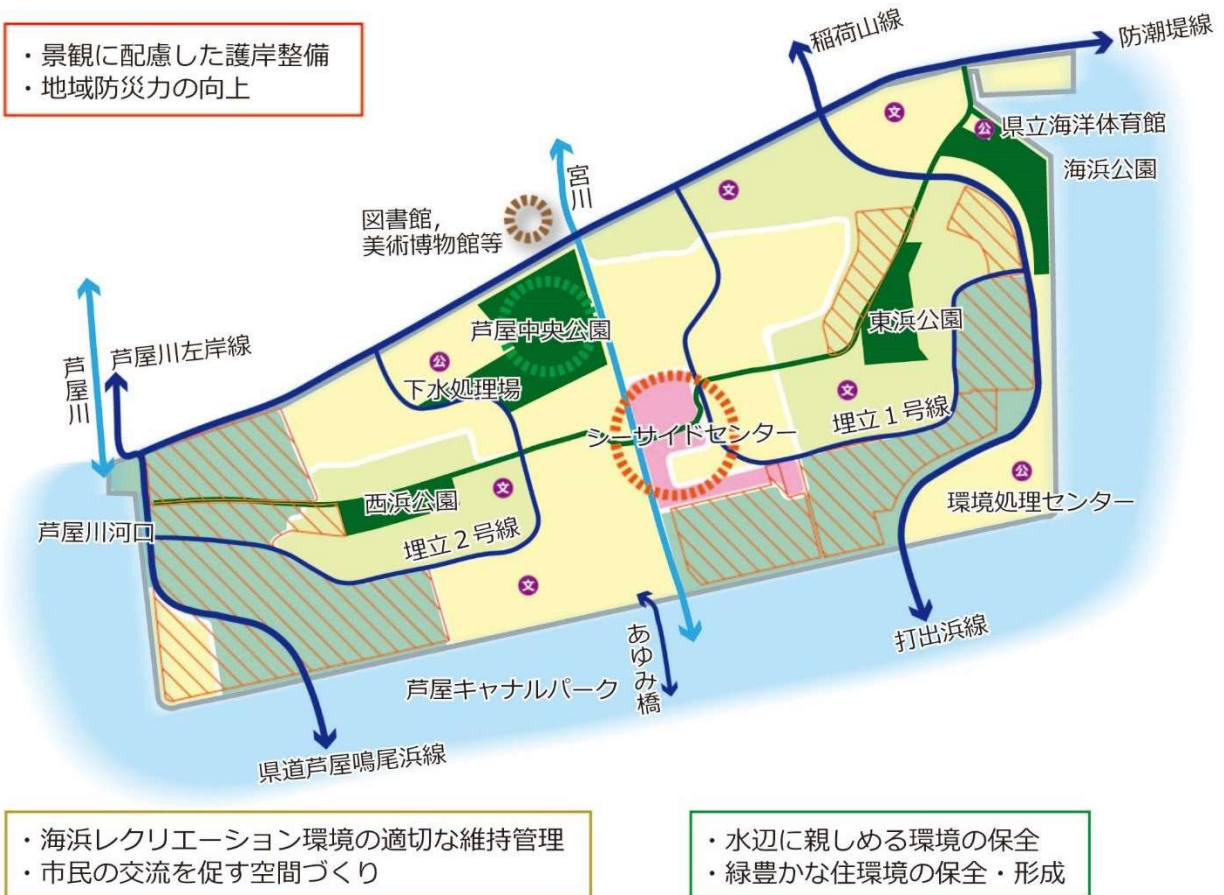 ・景観に配慮した護岸整備
・地域防災力の向上
稲荷山線
防潮堤線
文
公
県立海洋体育館
海浜公園
宮川
文
図書館,
美術博物館等
芦屋川
芦屋川左岸線
芦屋中央公園
東浜公園
公
下水処理場
文
シーサイドセンター
埋立1号線
西浜公園
文
公
環境処理センター
芦屋川河口
埋立2号線
文
打出浜線
あゆみ橋
芦屋キャナルパーク
県道芦屋鳴尾浜線
・海浜レクリエーション環境の適切な維持管理
・市民の交流を促す空間づくり
・水辺に親しめる環境の保全
・緑豊かな住環境の保全・形成